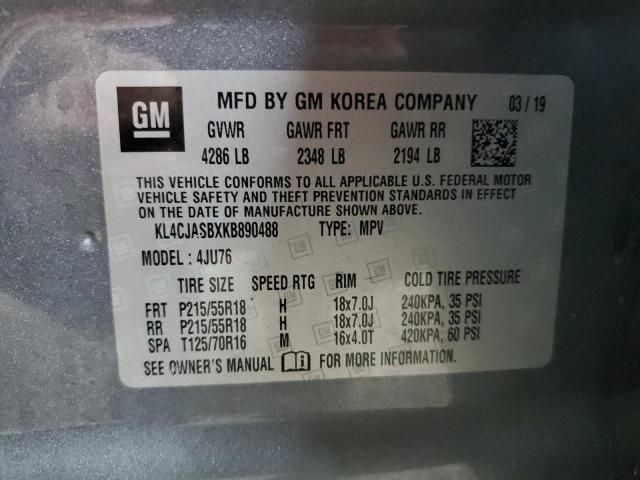 GM MFD BY GM KOREA COMPANY 03/19
GVWR GAWR FRT GAWR RR
4286 LB 2348 LB 2194 LB
THIS VEHICLE CONFORMS TO ALL APPLICABLE U.S. FEDERAL MOTOR
VEHICLE SAFETY AND THEFT PREVENTION STANDARDS IN EFFECT
ON THE DATE OF MANUFACTURE SHOWN ABOVE.
KL4CJASBXKB890488 TYPE: MPV
MODEL: 4JU76
TIRE SIZE SPEED RTG RIM COLD TIRE PRESSURE
FRT P215/55R18 H 18x7.0J 240KPA, 35 PSI
RR P215/55R18 H 18x7.0J 240KPA, 35 PSI
SPA T125/70R16 M 16x4.0T 420KPA, 60 PSI
SEE OWNER'S MANUAL i FOR MORE INFORMATION.